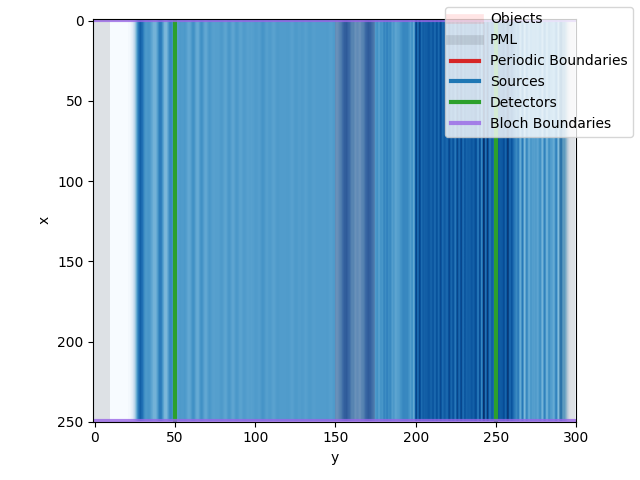 Objects
PML
Periodic Boundaries
Sources
Detectors
Bloch Boundaries
0
50
100
150
200
250
x
0 50 100 150 200 250 300
y